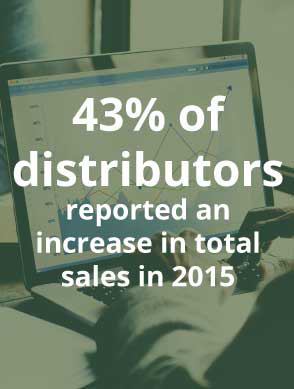 43% of
distributors
reported an
increase in total
sales in 2015